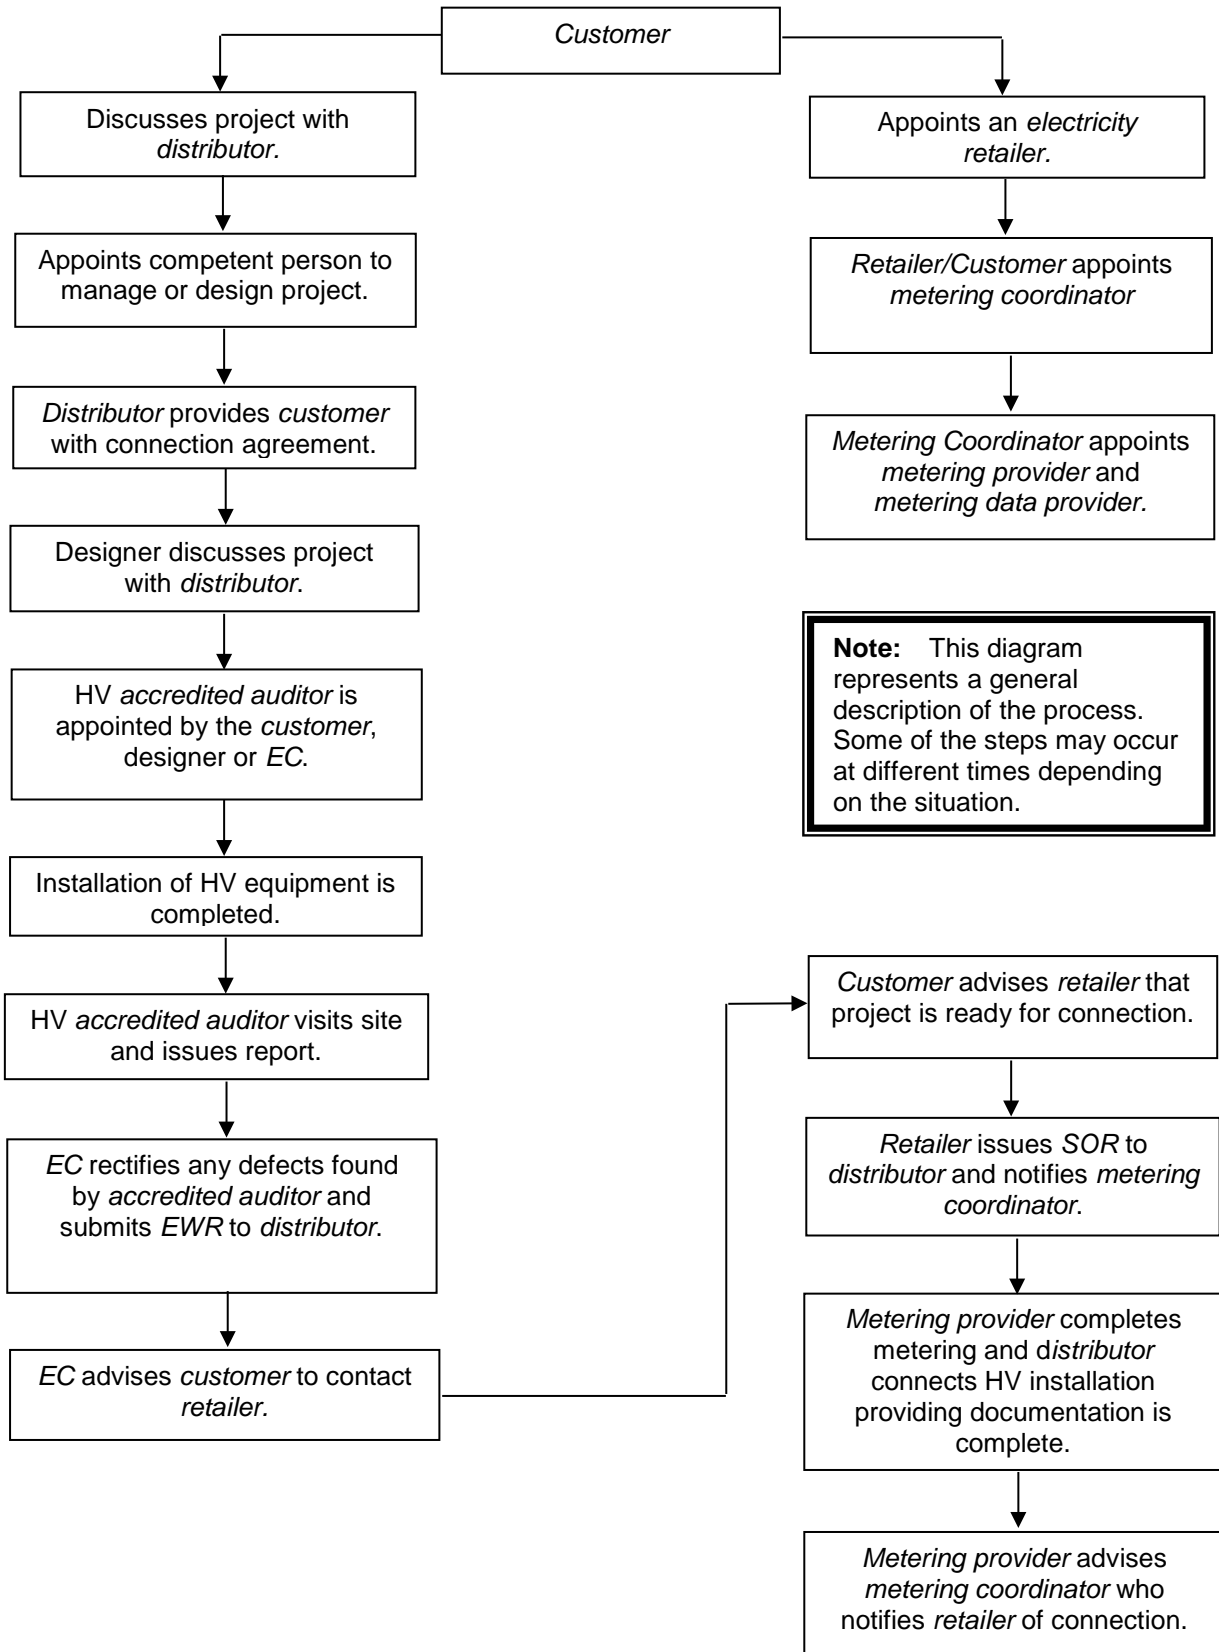 Customer
Discusses project with
distributor.
Appoints competent person to
manage or design project.
Distributor provides customer
with connection agreement.
Designer discusses project
with distributor.
HV accredited auditor is
appointed by the customer,
designer or EC.
Installation of HV equipment is
completed.
HV accredited auditor visits site
and issues report.
EC rectifies any defects found
by accredited auditor and
submits EWR to distributor.
EC advises customer to contact
retailer.
Appoints an electricity
retailer.
Retailer/Customer appoints
metering coordinator
Metering Coordinator appoints
metering provider and
metering data provider.
Note: This diagram
represents a general
description of the process.
Some of the steps may occur
at different times depending
on the situation.
Customer advises retailer that
project is ready for connection.
Retailer issues SOR to
distributor and notifies metering
coordinator.
Metering provider completes
metering and distributor
connects HV installation
providing documentation is
complete.
Metering provider advises
metering coordinator who
notifies retailer of connection.